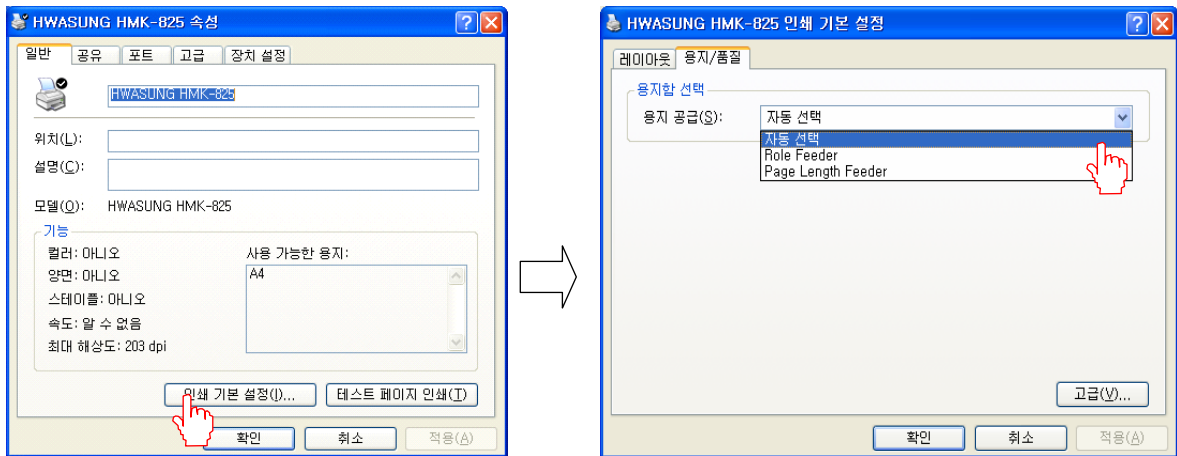 HWASUNG HMK-825 속성
일반 공유 포트 고급 장치 설정
HWASUNG HMK-825
위치(L):
설명(C):
모델(O): HWASUNG HMK-825
기능
컬러: 아니오
양면: 아니오
스테이플: 아니오
속도: 알 수 없음
최대 해상도: 203 dpi
사용 가능한 용지:
A4
인쇄 기본 설정(I)... 테스트 페이지 인쇄(T)
확인 취소 적용(A)
HWASUNG HMK-825 인쇄 기본 설정
레이아웃 용지/품질
용지함 선택
용지 공급(S): 자동 선택
자동 선택
Role Feeder
Page Length Feeder
고급(V)...
확인 취소 적용(A)